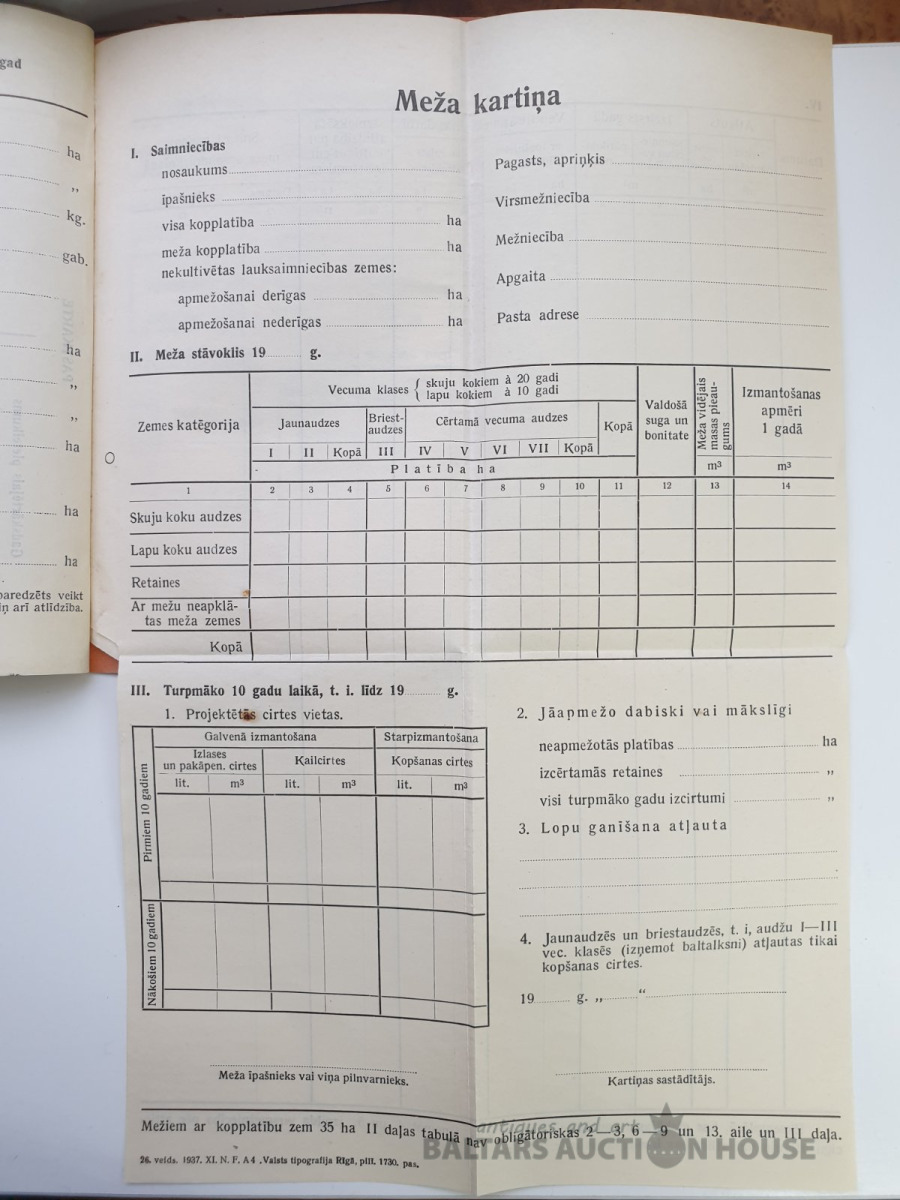 gad
ha
„
kg.
gab.
ha
„
„
ha
ha
ha
paredzēts veikt
arī atlīdzība.
Meža kartiņa
I. Saimniecības
nosaukums
īpašnieks
visa kopplatība ha
meža kopplatība ha
nekultivētas lauksaimniecības zemes:
apmežošanai derīgas ha
apmežošanai nederīgas ha
Pagasts, apriņķis
Virsmežniecība
Mežniecība
Apgaita
Pasta adrese
II. Meža stāvoklis 19 g.
Zemes katēgorija
Vecuma klases { skuju kokiem à 20 gadi
lapu kokiem à 10 gadi
Jaunaudzes
Briest-
audzes
Cērtamā vecuma audzes
Kopā
I II Kopā III IV V VI VII Kopā
Platība ha
Valdošā
suga un
bonitate
Meža vidējais
masas pieau-
gums
m³
Izmantošanas
apmēri
1 gadā
m³
1 2 3 4 5 6 7 8 9 10 11 12 13 14
Skuju koku audzes
Lapu koku audzes
Retaines
Ar mežu neapklā-
tas meža zemes
Kopā
III. Turpmāko 10 gadu laikā, t. i. līdz 19 g.
1. Projektētās cirtes vietas.
Galvenā izmantošana
Starpizmantošana
Izlases
un pakāpen. cirtes
Kailcirtes
Kopšanas cirtes
lit. m³ lit. m³ lit. m³
Pirmiem 10 gadiem
Nākošiem 10 gadiem
2. Jāapmežo dabiski vai mākslīgi
neapmežotās platības ha
izcērtamās retaines „
visi turpmāko gadu izcirtumi „
3. Lopu ganīšana atļauta
4. Jaunaudzēs un briestaudzēs, t. i, audžu I—III
vec. klasēs (izņemot baltalksni) atļautas tikai
kopšanas cirtes.
19 g. „ “
Meža īpašnieks vai viņa pilnvarnieks.
Kartiņas sastādītājs.
Mežiem ar kopplatību zem 35 ha II daļas tabulā nav obligātoriskas 2—3, 6—9 un 13. aile un III daļa.
26. veids. 1937. XI. N. F. A 4 . Valsts tipografija Rīgā, pilī. 1730. pas.
antiques and art
BALTARS AUCTION HOUSE